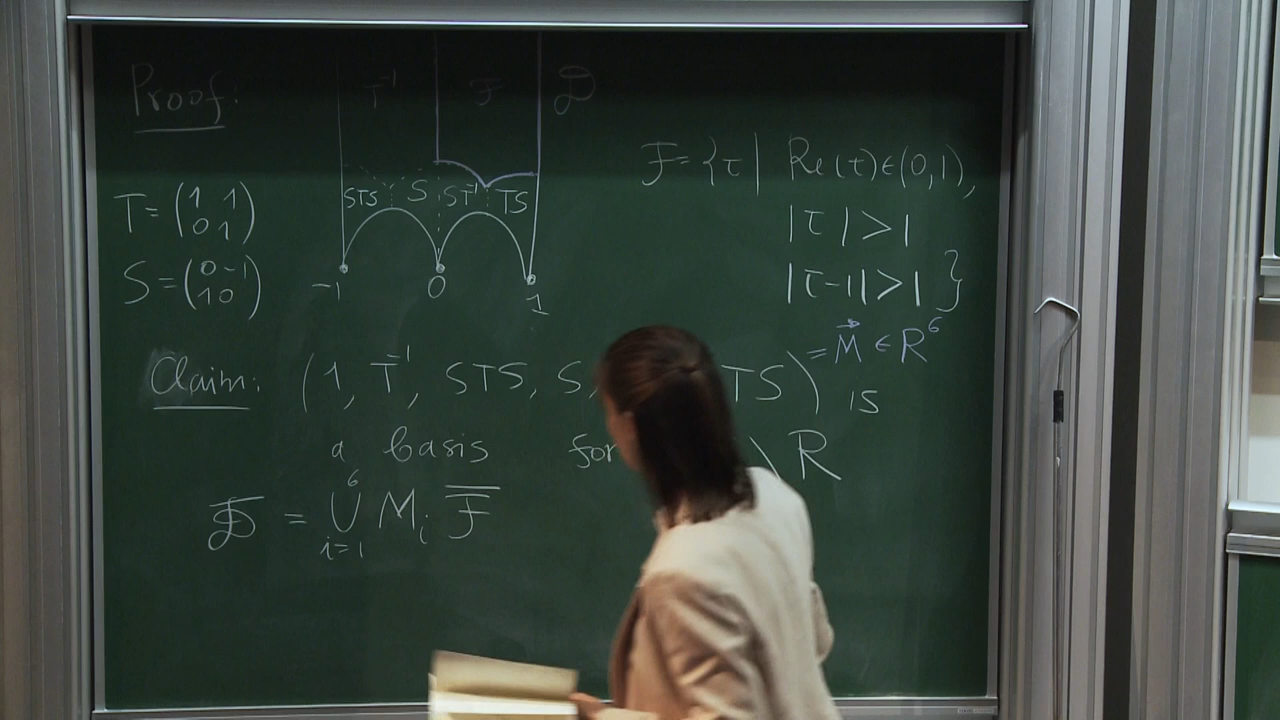 Proof:
T⁻¹ F D
STS S ST⁻¹ TS
-1 0 1
T = (1 1
0 1)
S = (0 -1
1 0)
F = {τ | Re(τ)∈(0,1),
|τ|>1
|τ-1|>1}
Claim: (1, T⁻¹, STS, S, TS) = M⃗ ∈ R⁶
is
a basis for \ R
D̅ = ⋃ᵢ₌₁⁶ Mᵢ F̅